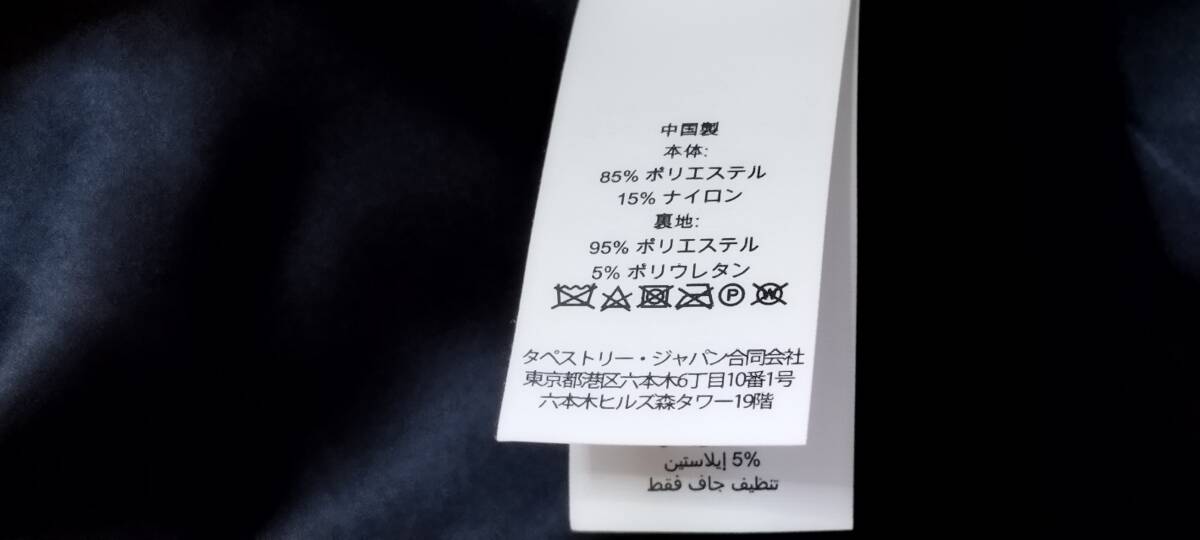 中国製
本体:
85% ポリエステル
15% ナイロン
裏地:
95% ポリエステル
5% ポリウレタン
P W
タペストリー・ジャパン合同会社
東京都港区六本木6丁目10番1号
六本木ヒルズ森タワー19階
5% إيلاستين
تنظيف جاف فقط